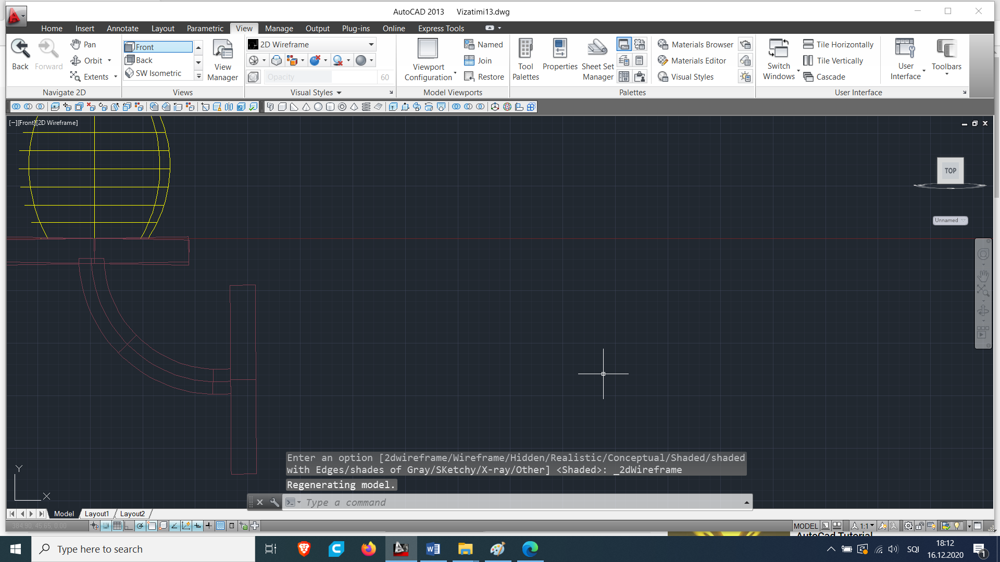 AutoCAD 2013 Vizatimi13.dwg
Home Insert Annotate Layout Parametric View Manage Output Plug-ins Online Express Tools
Back
Forward
Pan
Orbit
Extents
Navigate 2D
Front
Back
SW Isometric
View
Manager
Views
2D Wireframe
Opacity 60
Visual Styles
Viewport
Configuration
Named
Join
Restore
Model Viewports
Tool
Palettes
Properties
Sheet Set
Manager
Materials Browser
Materials Editor
Visual Styles
Palettes
Switch
Windows
Tile Horizontally
Tile Vertically
Cascade
User
Interface
Toolbars
User Interface
[−][Front][2D Wireframe]
TOP
Unnamed
Y
X
Enter an option [2dwireframe/Wireframe/Hidden/Realistic/Conceptual/Shaded/shaded
with Edges/shades of Gray/SKetchy/X-ray/Other] <Shaded>: _2dWireframe
Regenerating model.
Type a command
Model Layout1 Layout2
384.90, 45.65, 0.00
MODEL 1:1
AutoCad Tutorial
Type here to search
SQI
18:12
16.12.2020
1